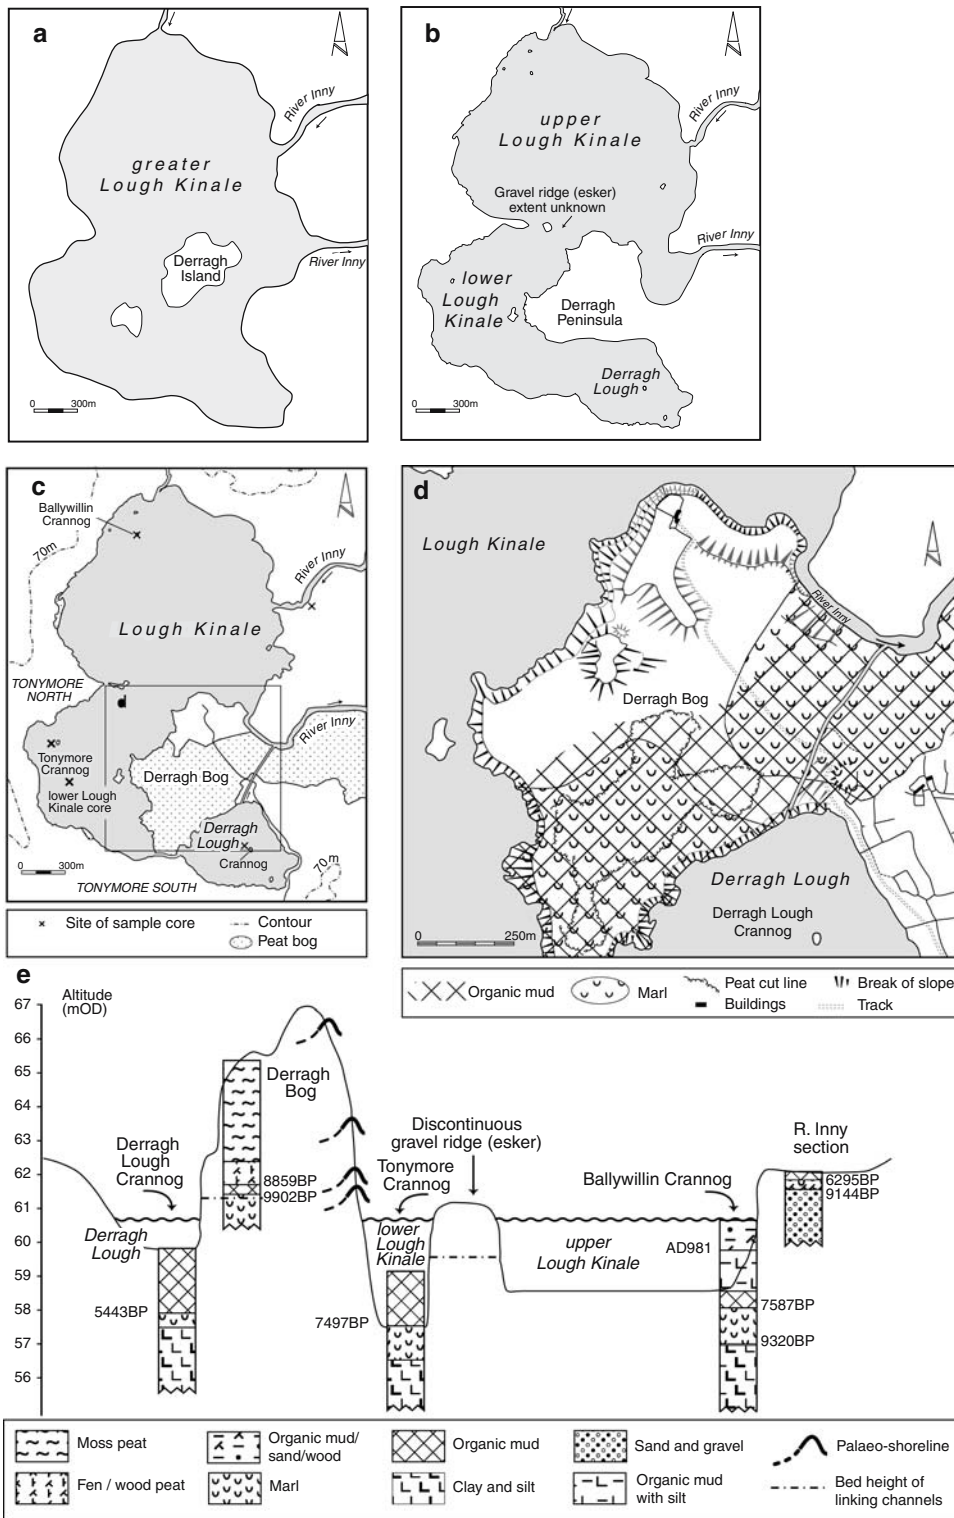 a
greater
Lough Kinale
River Inny
Derragh
Island
River Inny
0 300m
b
upper
Lough Kinale
River Inny
Gravel ridge (esker)
extent unknown
River Inny
lower
Lough
Kinale
Derragh
Peninsula
Derragh
Lough
0 300m
c
Ballywillin
Crannog
70m
River Inny
Lough Kinale
TONYMORE
NORTH
d
River Inny
Tonymore
Crannog
lower Lough
Kinale core
Derragh Bog
Derragh
Lough
Crannog
0 300m
70 m
TONYMORE SOUTH
Site of sample core
Contour
Peat bog
d
Lough Kinale
River Inny
Derragh Bog
Derragh Lough
Derragh Lough
Crannog
0 250m
Organic mud
Marl
Peat cut line
Buildings
Break of slope
Track
e
Altitude
(mOD)
67
66
65
64
63
62
61
60
59
58
57
56
Derragh
Bog
Derragh
Lough
Crannog
Discontinuous
gravel ridge (esker)
Tonymore
Crannog
Ballywillin Crannog
R. Inny
section
8859BP
9902BP
6295BP
9144BP
Derragh
Lough
lower
Lough
Kinale
upper
Lough Kinale
AD981
5443BP
7497BP
7587BP
9320BP
Moss peat
Organic mud/
sand/wood
Organic mud
Sand and gravel
Palaeo-shoreline
Fen / wood peat
Marl
Clay and silt
Organic mud
with silt
Bed height of
linking channels